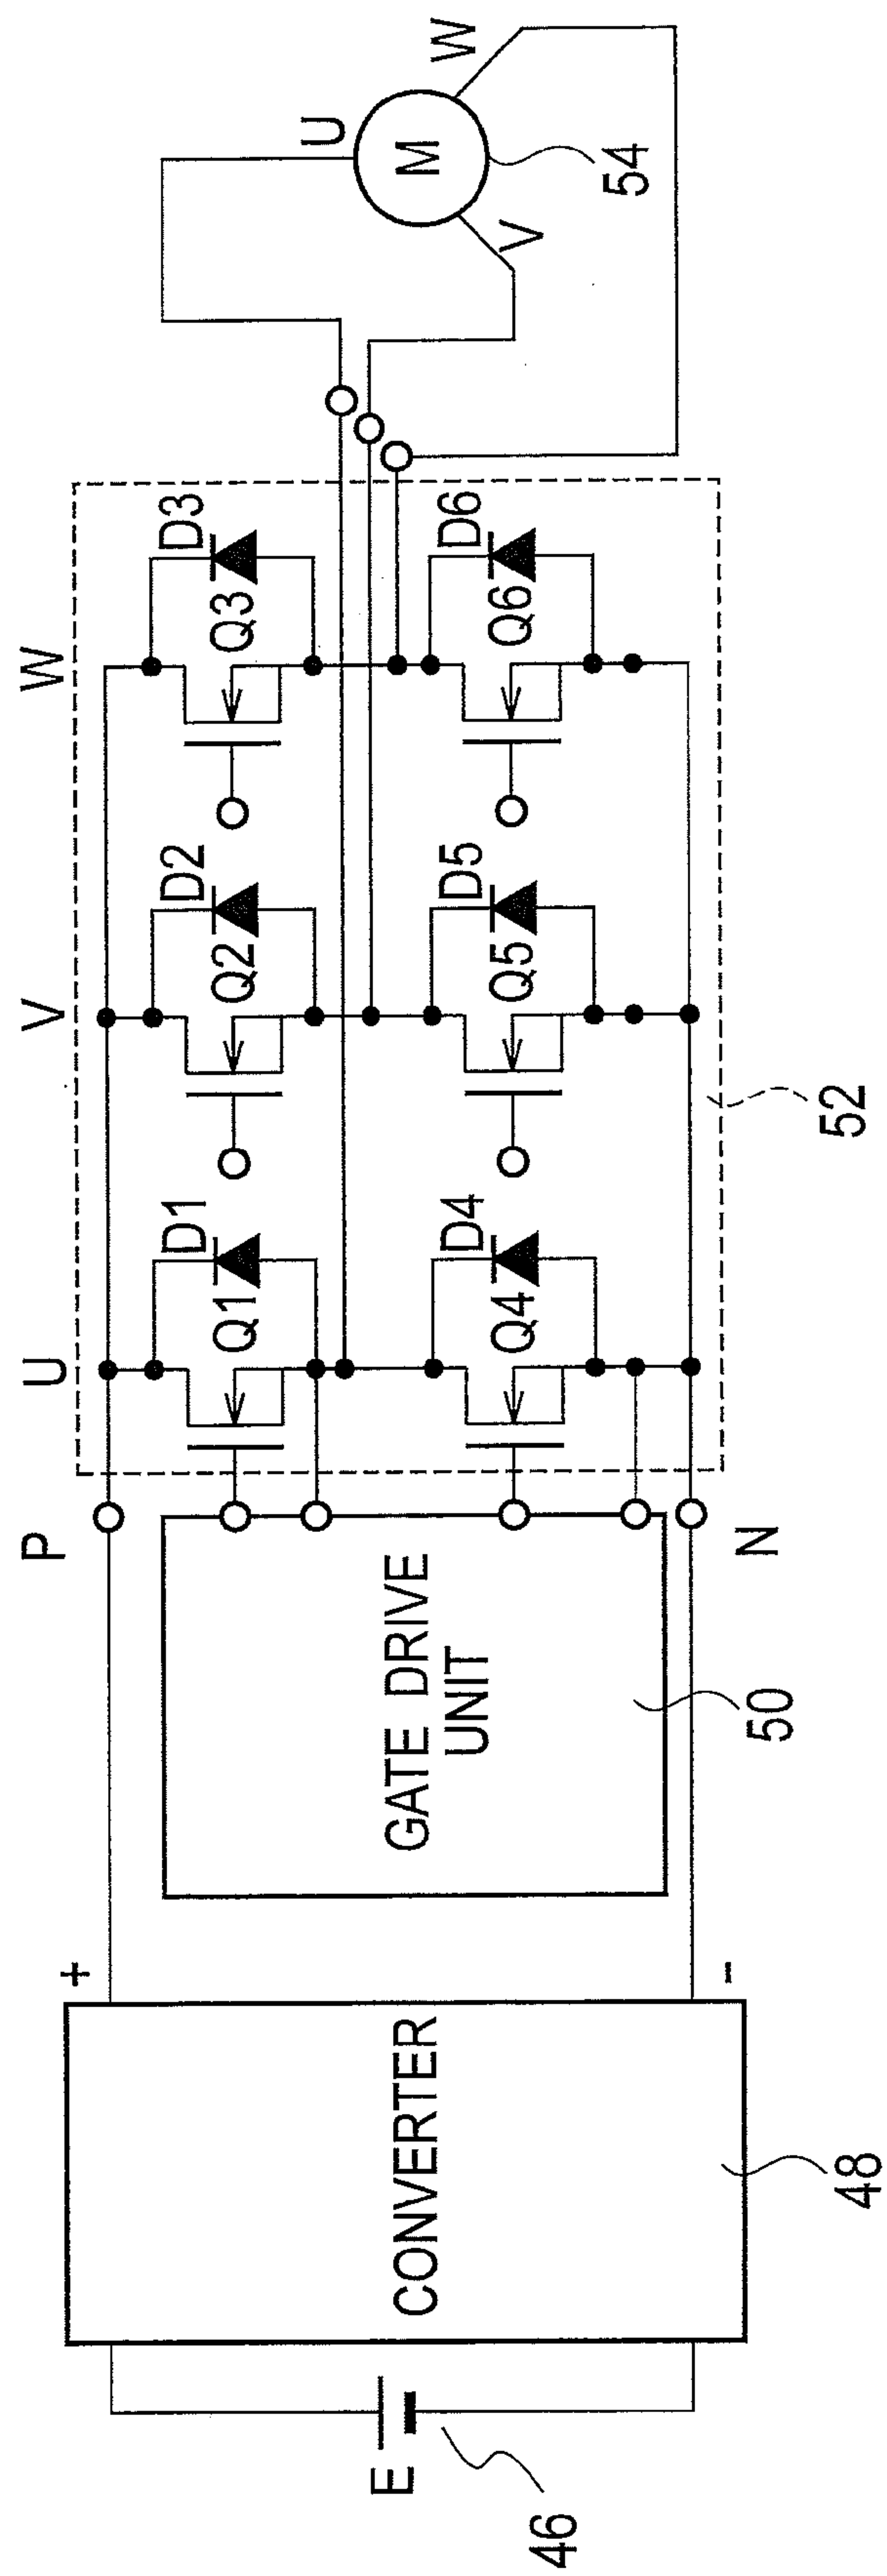 E
46
CONVERTER
48
+
-
GATE DRIVE
UNIT
50
P
N
U
V
W
Q1
D1
Q2
D2
Q3
D3
Q4
D4
Q5
D5
Q6
D6
52
U
V
W
M
54